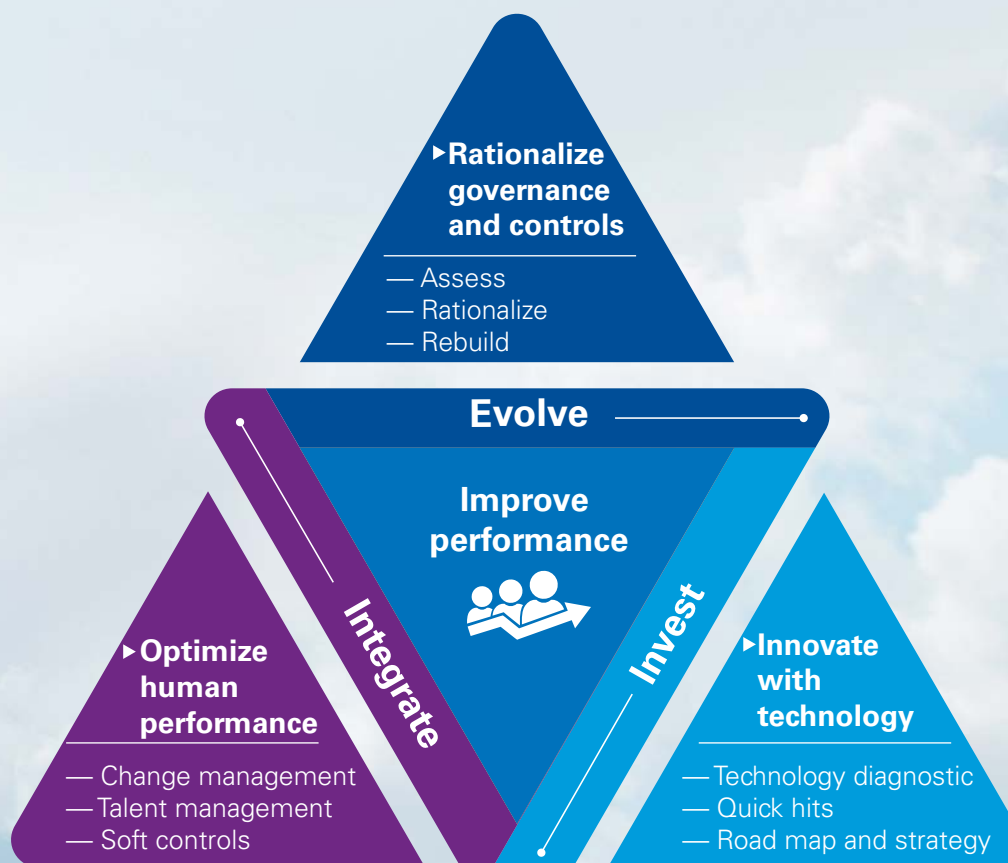 ▶Rationalize
governance
and controls
— Assess
— Rationalize
— Rebuild
Evolve
Improve
performance
Integrate
Invest
▶Optimize
human
performance
— Change management
— Talent management
— Soft controls
▶Innovate
with
technology
— Technology diagnostic
— Quick hits
— Road map and strategy